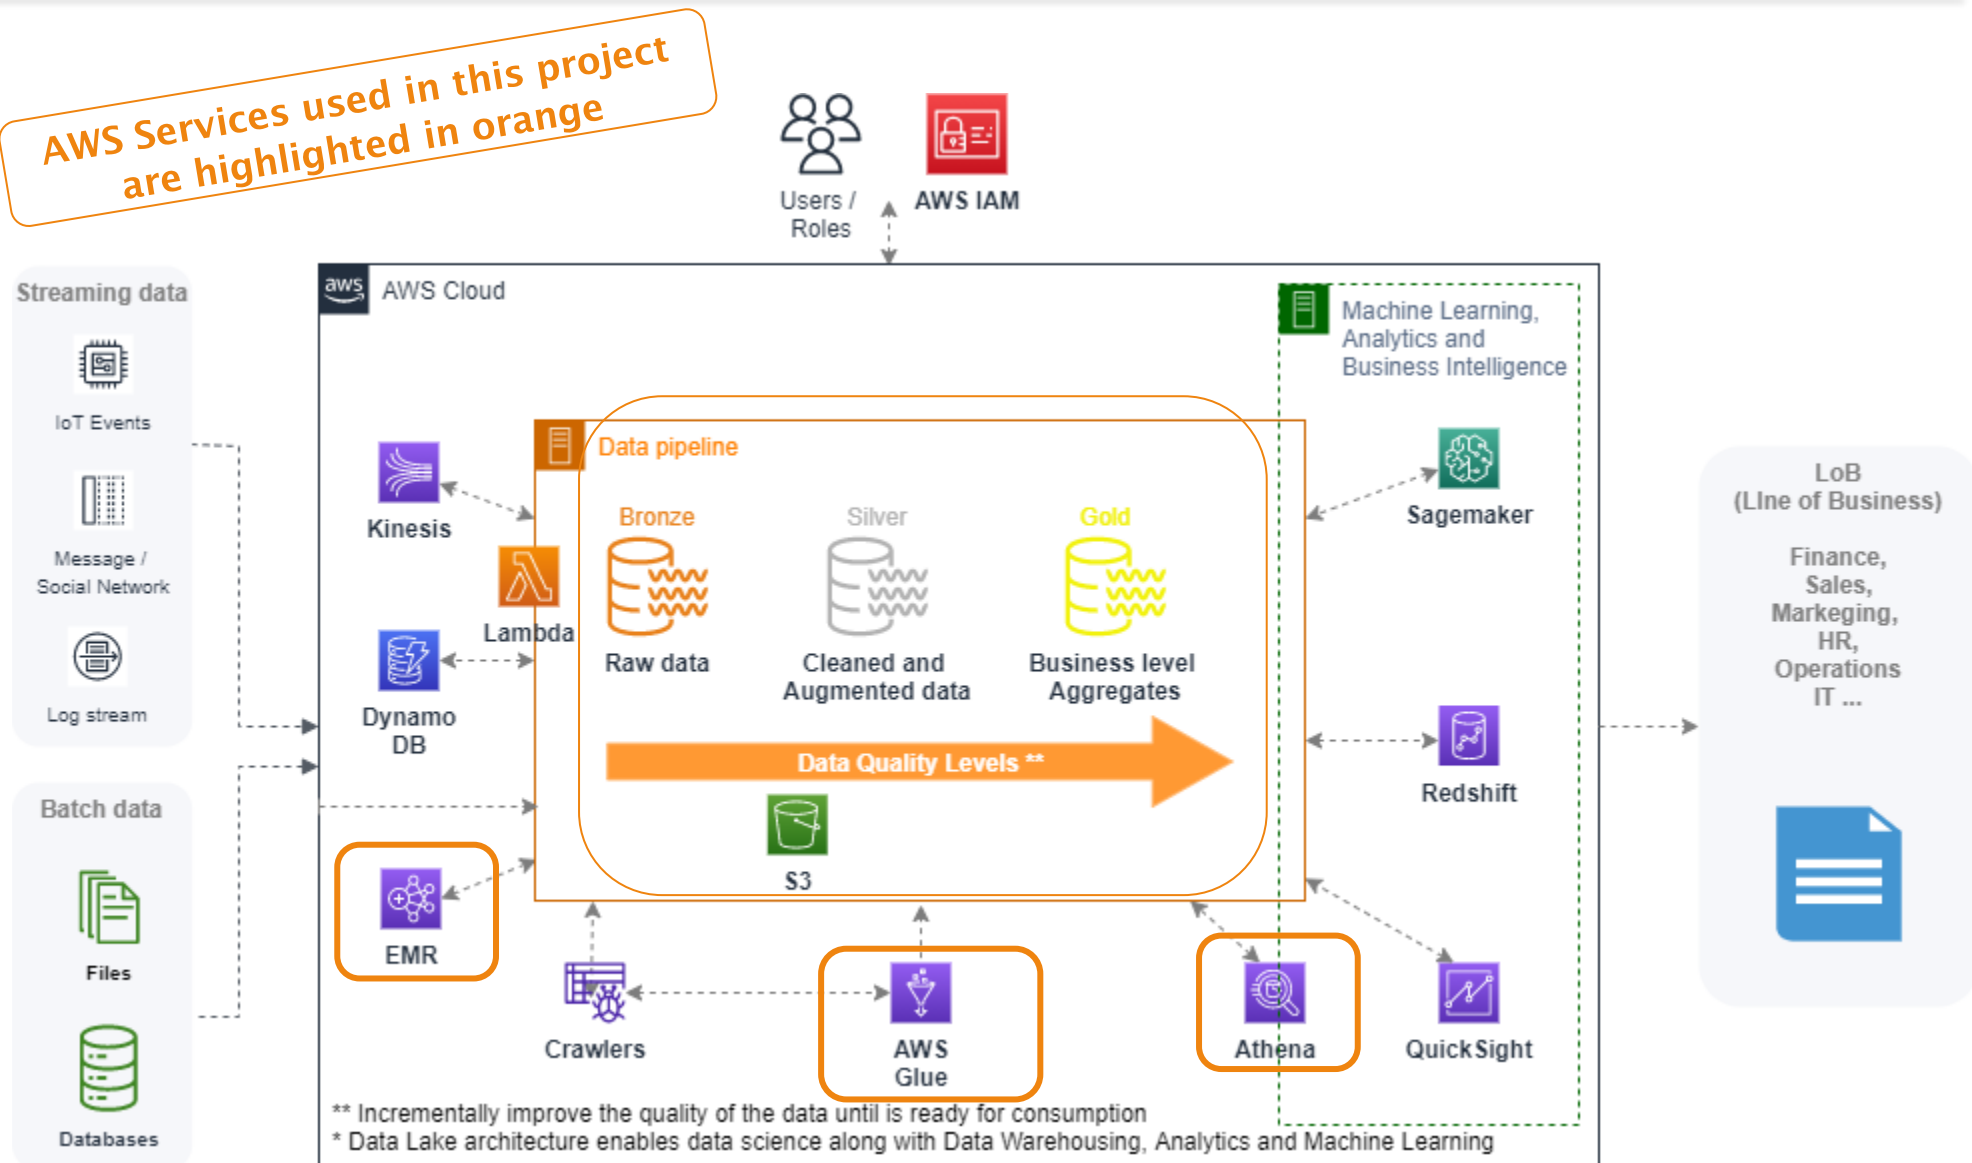 AWS Services used in this project
are highlighted in orange
Users /
Roles
AWS IAM
Streaming data
IoT Events
Message /
Social Network
Log stream
Batch data
Files
Databases
aws
AWS Cloud
Kinesis
Lambda
Dynamo
DB
EMR
Data pipeline
Bronze
Silver
Gold
Raw data
Cleaned and
Augmented data
Business level
Aggregates
Data Quality Levels **
S3
Crawlers
AWS
Glue
Athena
Machine Learning,
Analytics and
Business Intelligence
Sagemaker
Redshift
QuickSight
LoB
(LIne of Business)
Finance,
Sales,
Markeging,
HR,
Operations
IT ...
** Incrementally improve the quality of the data until is ready for consumption
* Data Lake architecture enables data science along with Data Warehousing, Analytics and Machine Learning